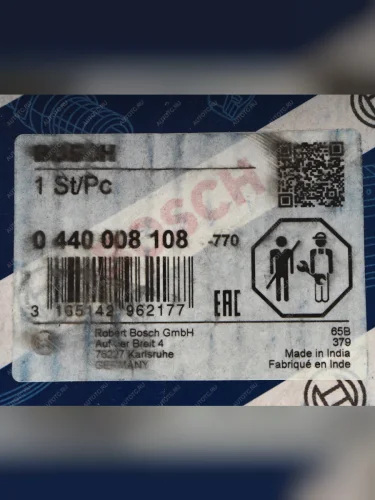 BOSCH
1 St/Pc
BOSCH
0 440 008 108 -770
3 165142 962177
EAC
Robert Bosch GmbH
Auf der Breit 4
76227 Karlsruhe
GERMANY
65B
379
Made in India
Fabriqué en Inde